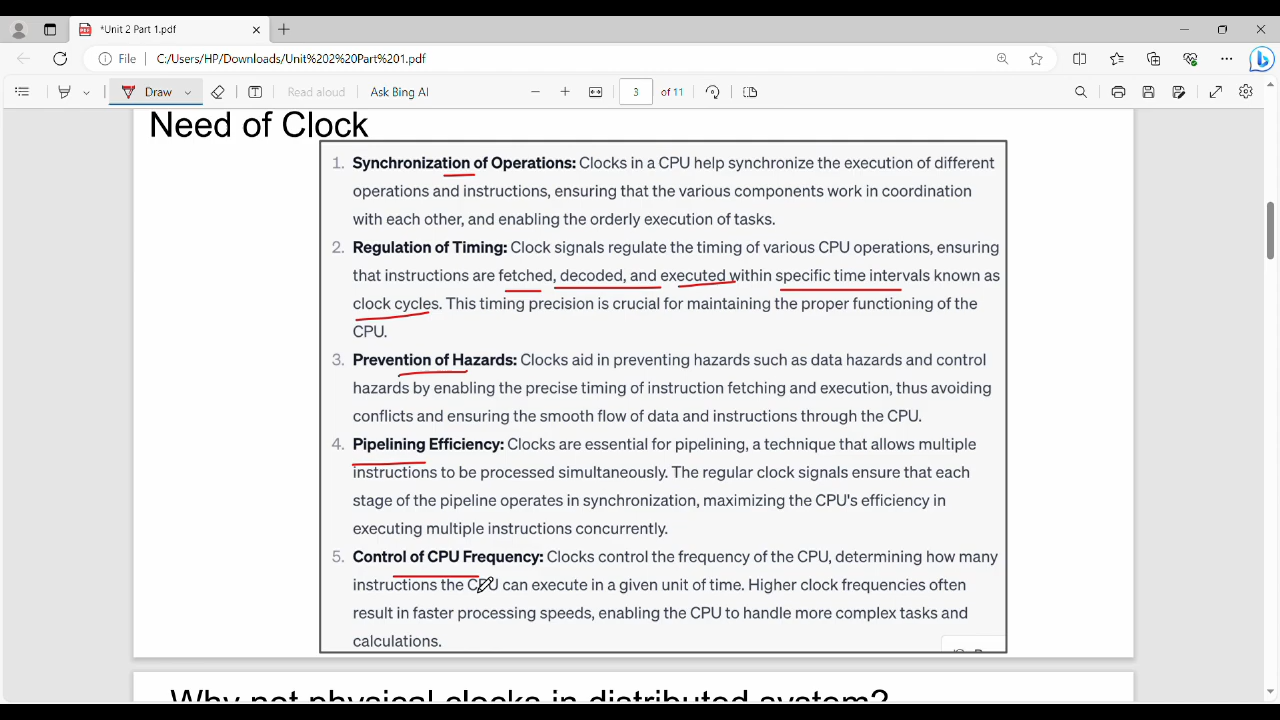 *Unit 2 Part 1.pdf
File C:/Users/HP/Downloads/Unit%202%20Part%201.pdf
Draw Read aloud Ask Bing AI 3 of 11
Need of Clock
1. Synchronization of Operations: Clocks in a CPU help synchronize the execution of different
operations and instructions, ensuring that the various components work in coordination
with each other, and enabling the orderly execution of tasks.
2. Regulation of Timing: Clock signals regulate the timing of various CPU operations, ensuring
that instructions are fetched, decoded, and executed within specific time intervals known as
clock cycles. This timing precision is crucial for maintaining the proper functioning of the
CPU.
3. Prevention of Hazards: Clocks aid in preventing hazards such as data hazards and control
hazards by enabling the precise timing of instruction fetching and execution, thus avoiding
conflicts and ensuring the smooth flow of data and instructions through the CPU.
4. Pipelining Efficiency: Clocks are essential for pipelining, a technique that allows multiple
instructions to be processed simultaneously. The regular clock signals ensure that each
stage of the pipeline operates in synchronization, maximizing the CPU's efficiency in
executing multiple instructions concurrently.
5. Control of CPU Frequency: Clocks control the frequency of the CPU, determining how many
instructions the CPU can execute in a given unit of time. Higher clock frequencies often
result in faster processing speeds, enabling the CPU to handle more complex tasks and
calculations.
Why not physical clocks in distributed system?